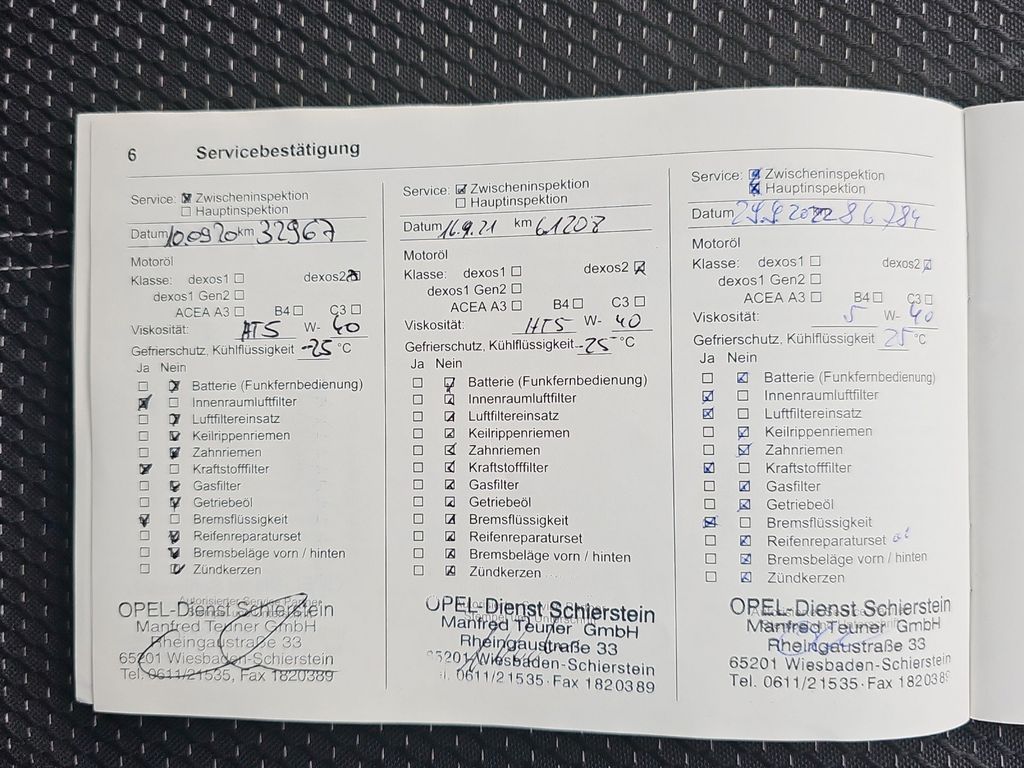 6 Servicebestätigung
Service: ☒ Zwischeninspektion
☐ Hauptinspektion
Datum 10.09.20 km 32967
Motoröl
Klasse: dexos1 ☐ dexos2 ☒
dexos1 Gen2 ☐
ACEA A3 ☐ B4 ☐ C3 ☐
Viskosität: W- 40
Gefrierschutz, Kühlflüssigkeit -25 °C
Ja Nein
☐ ☒ Batterie (Funkfernbedienung)
☒ ☐ Innenraumluftfilter
☐ ☒ Luftfiltereinsatz
☐ ☒ Keilrippenriemen
☐ ☒ Zahnriemen
☒ ☐ Kraftstofffilter
☐ ☒ Gasfilter
☐ ☒ Getriebeöl
☒ ☐ Bremsflüssigkeit
☐ ☒ Reifenreparaturset
☐ ☒ Bremsbeläge vorn / hinten
☐ ☒ Zündkerzen
Autorisierter Service Partner
OPEL-Dienst Schierstein
Manfred Teuner GmbH
Rheingaustraße 33
65201 Wiesbaden-Schierstein
Tel. 0611/21535, Fax 1820389
Service: ☒ Zwischeninspektion
☐ Hauptinspektion
Datum 16.9.21 km 61208
Motoröl
Klasse: dexos1 ☐ dexos2 ☒
dexos1 Gen2 ☐
ACEA A3 ☐ B4 ☐ C3 ☐
Viskosität: HT5 W- 40
Gefrierschutz, Kühlflüssigkeit -25 °C
Ja Nein
☐ ☒ Batterie (Funkfernbedienung)
☐ ☒ Innenraumluftfilter
☐ ☒ Luftfiltereinsatz
☐ ☒ Keilrippenriemen
☐ ☒ Zahnriemen
☐ ☒ Kraftstofffilter
☐ ☒ Gasfilter
☐ ☒ Getriebeöl
☐ ☒ Bremsflüssigkeit
☐ ☒ Reifenreparaturset
☐ ☒ Bremsbeläge vorn / hinten
☐ ☒ Zündkerzen
OPEL-Dienst Schierstein
Manfred Teuner GmbH
Rheingaustraße 33
65201 Wiesbaden-Schierstein
0611/21535 · Fax 1820389
Service: ☒ Zwischeninspektion
☒ Hauptinspektion
Datum 29.9 2022 86784
Motoröl
Klasse: dexos1 ☐ dexos2 ☒
dexos1 Gen2 ☐
ACEA A3 ☐ B4 ☐ C3 ☐
Viskosität: 5 W- 40
Gefrierschutz, Kühlflüssigkeit 25 °C
Ja Nein
☐ ☒ Batterie (Funkfernbedienung)
☒ ☐ Innenraumluftfilter
☒ ☐ Luftfiltereinsatz
☐ ☒ Keilrippenriemen
☐ ☒ Zahnriemen
☒ ☐ Kraftstofffilter
☐ ☒ Gasfilter
☐ ☒ Getriebeöl
☒ ☐ Bremsflüssigkeit
☐ ☒ Reifenreparaturset
☐ ☒ Bremsbeläge vorn / hinten
☐ ☒ Zündkerzen
OPEL-Dienst Schierstein
Manfred Teuner GmbH
Rheingaustraße 33
65201 Wiesbaden-Schierstein
Tel. 0611/21535 · Fax 1820389